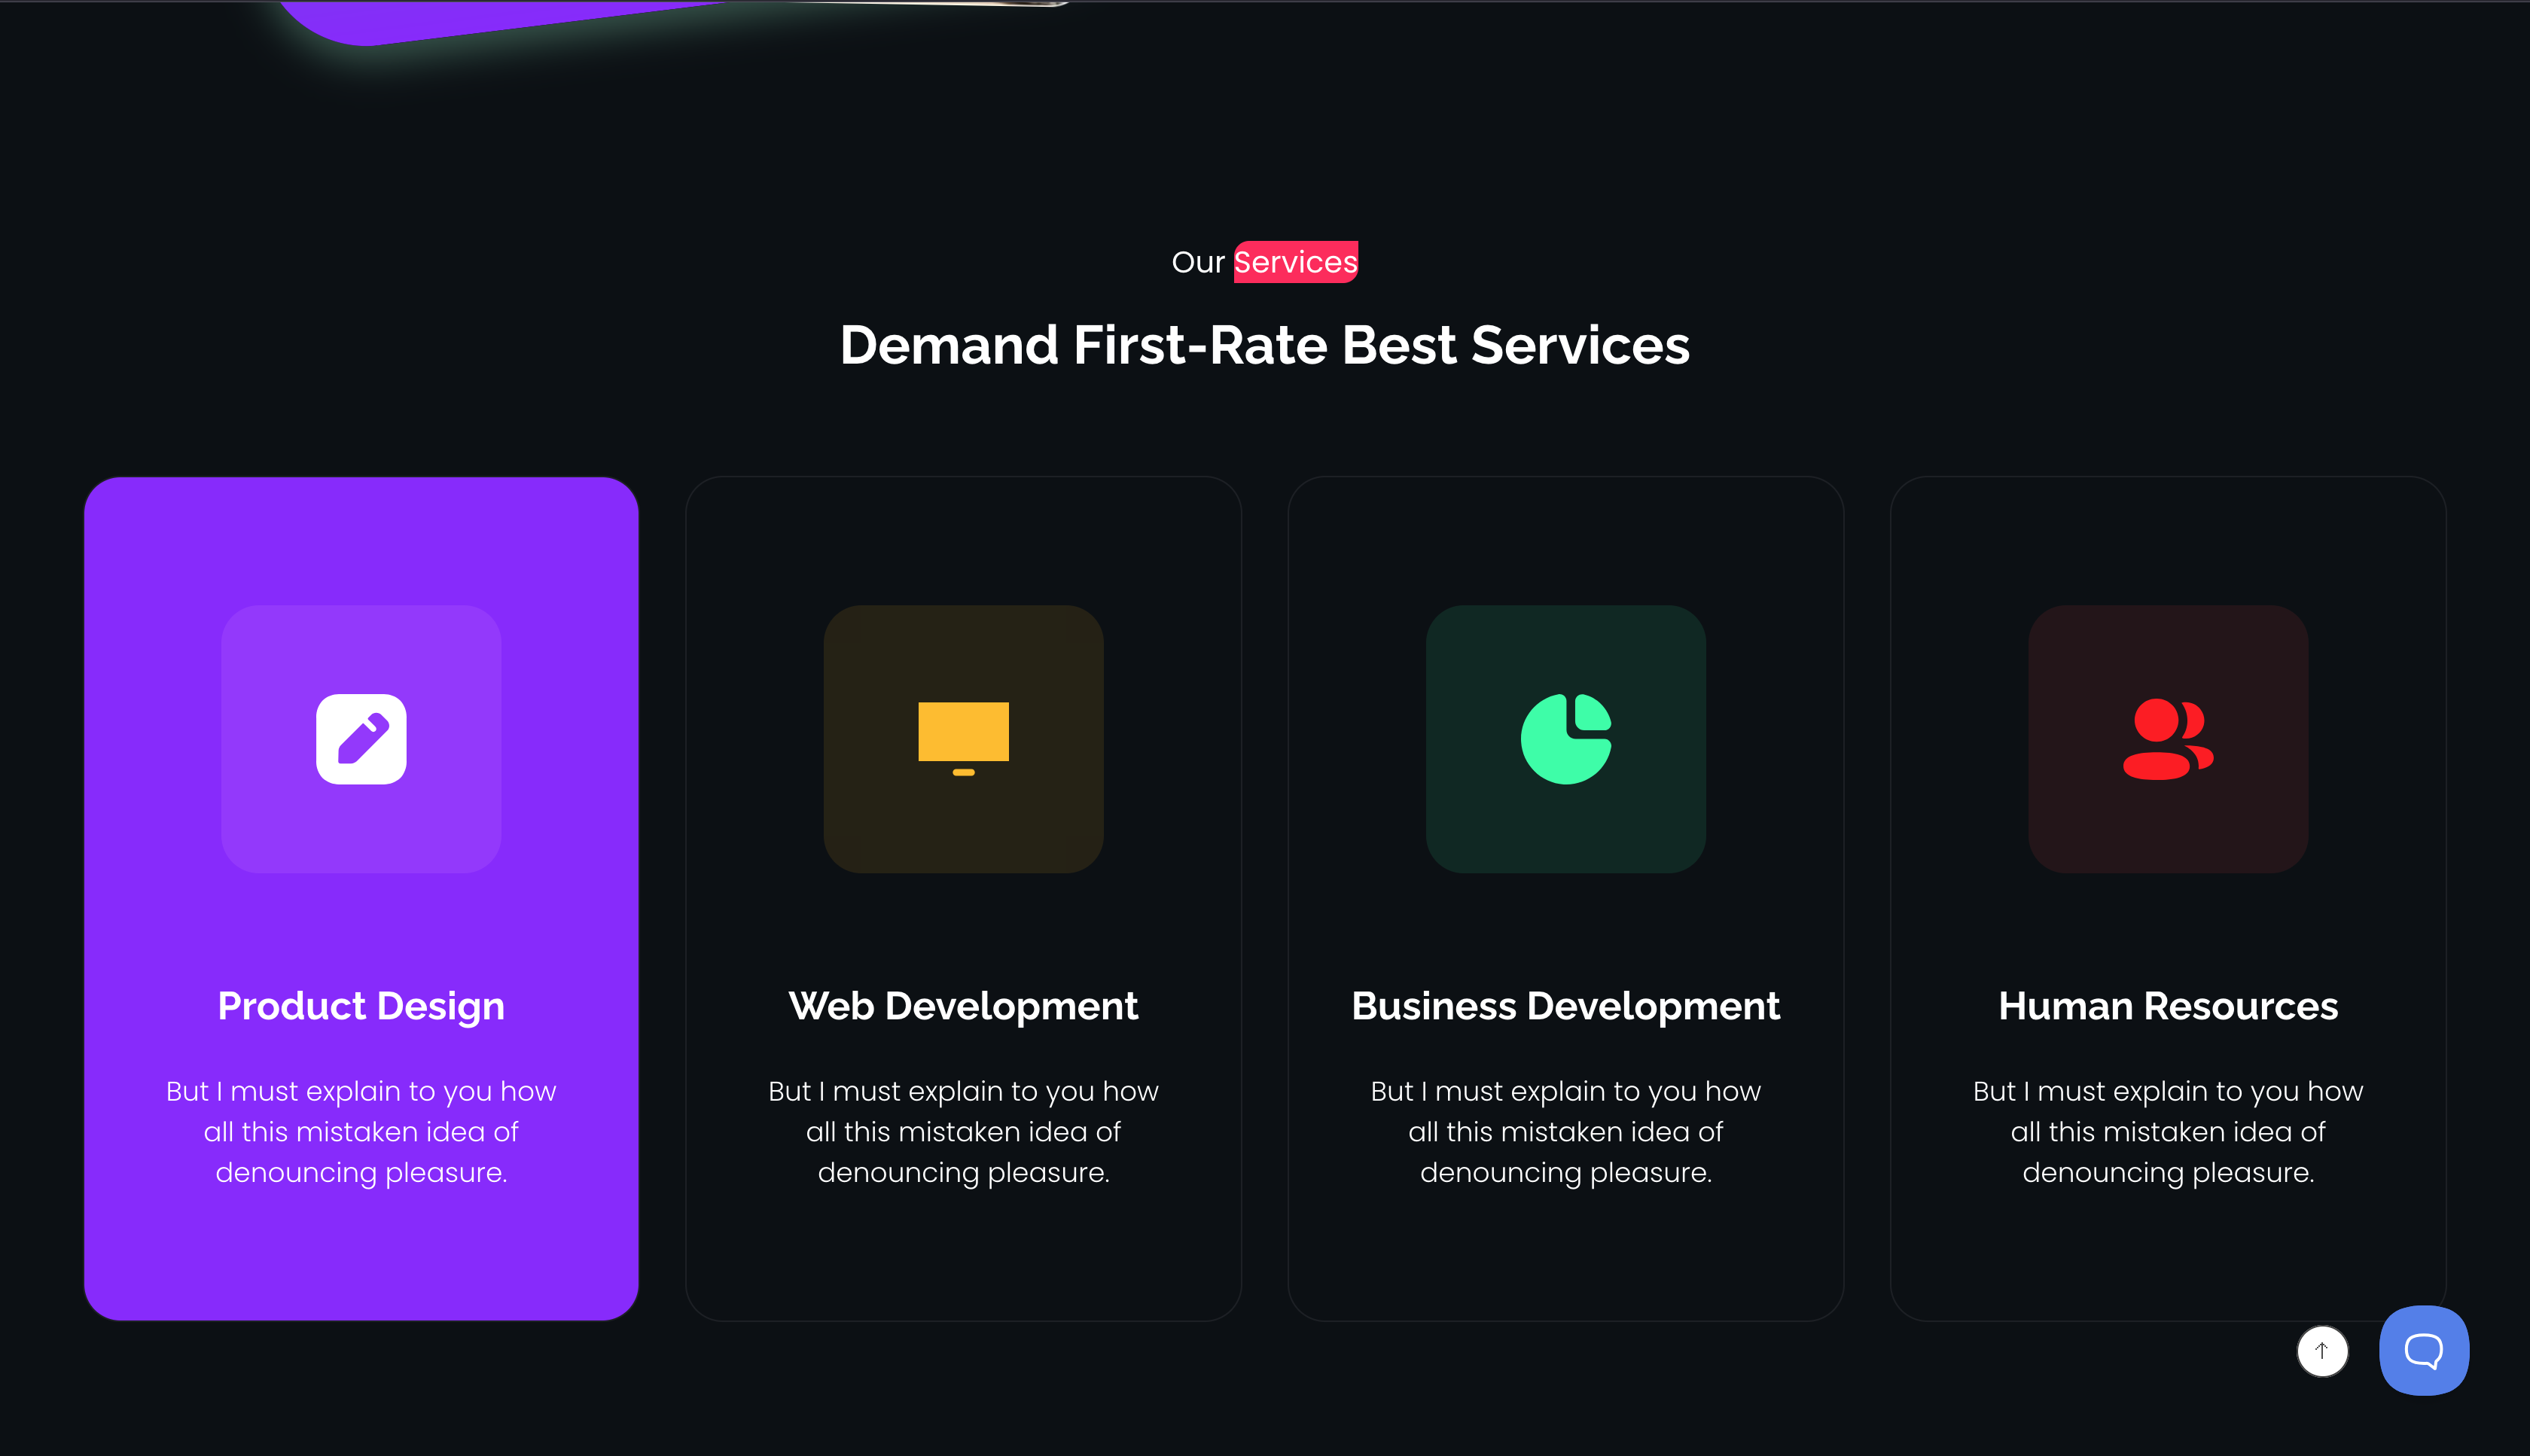 Our Services
Demand First-Rate Best Services
Product Design
But I must explain to you how
all this mistaken idea of
denouncing pleasure.
Web Development
But I must explain to you how
all this mistaken idea of
denouncing pleasure.
Business Development
But I must explain to you how
all this mistaken idea of
denouncing pleasure.
Human Resources
But I must explain to you how
all this mistaken idea of
denouncing pleasure.